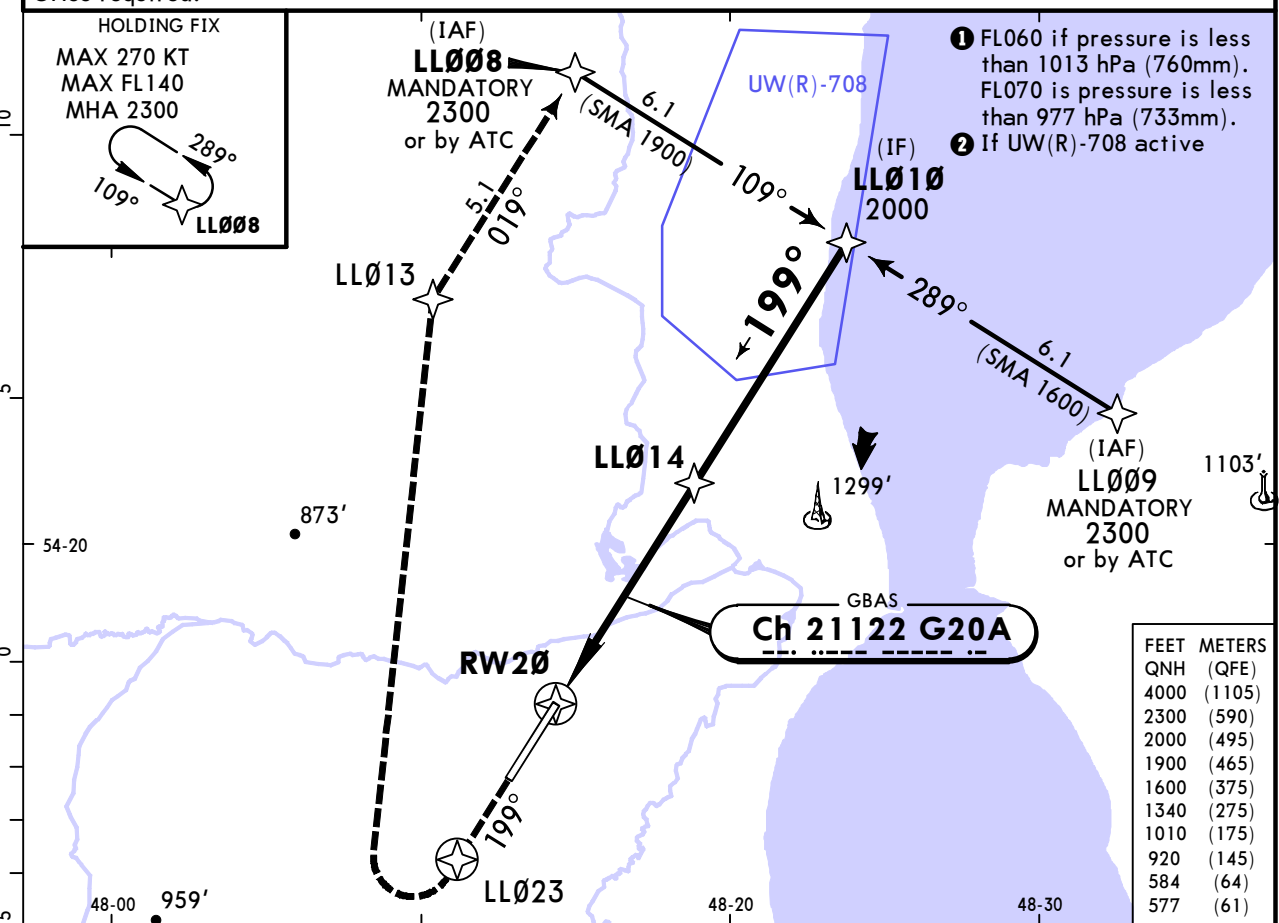 HOLDING FIX
MAX 270 KT
MAX FL140
MHA 2300
289°
109°
LLØØ8
(IAF)
LLØØ8
MANDATORY
2300
or by ATC
6.1
(SMA 1900)
109°
UW(R)-708
❶ FL060 if pressure is less
than 1013 hPa (760mm).
FL070 is pressure is less
than 977 hPa (733mm).
❷ If UW(R)-708 active
(IF)
LLØ1Ø
2000
10
5.1
019°
LLØ13
199°
289°
6.1
(SMA 1600)
(IAF)
LLØØ9
MANDATORY
2300
or by ATC
1103'
5
LLØ14
1299'
873'
54-20
GBAS
Ch 21122 G20A
RW2Ø
0
199°
LLØ23
5
48-00
959'
48-20
48-30
FEET METERS
QNH (QFE)
4000 (1105)
2300 (590)
2000 (495)
1900 (465)
1600 (375)
1340 (275)
1010 (175)
920 (145)
584 (64)
577 (61)